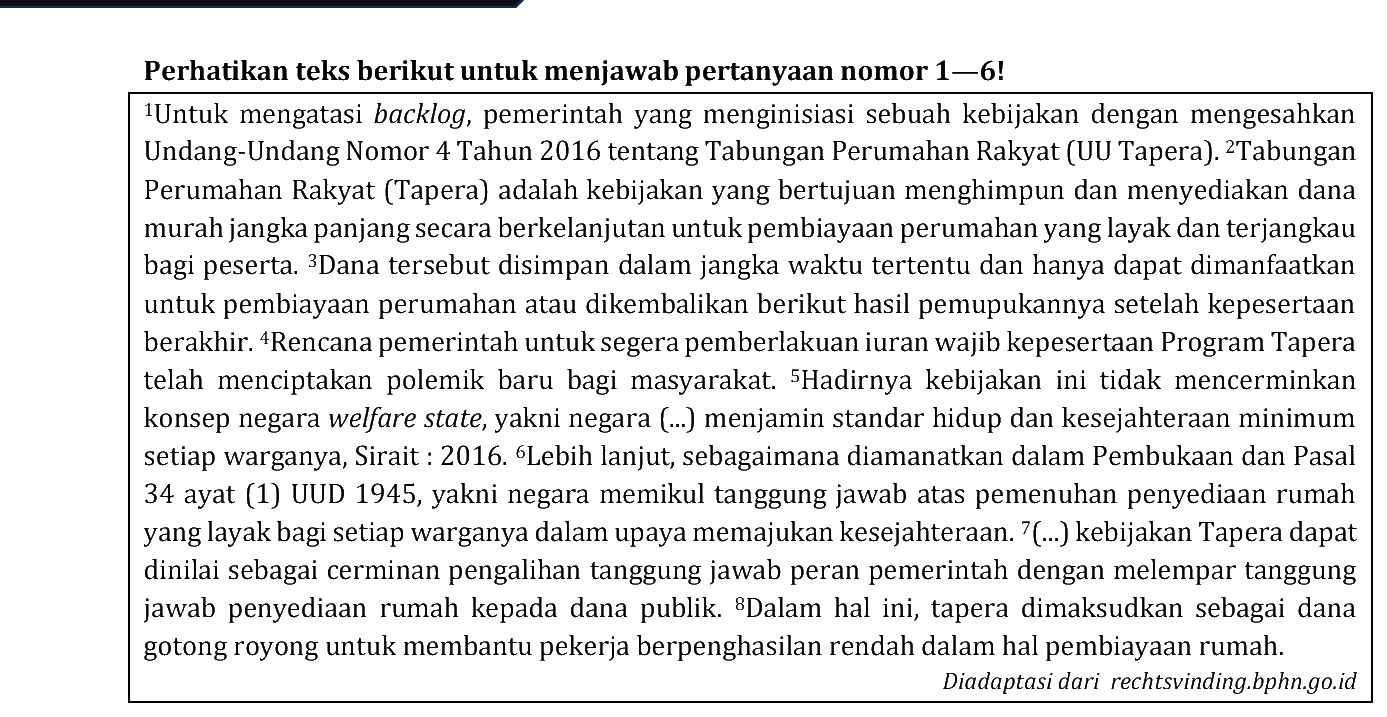 Perhatikan teks berikut untuk menjawab pertanyaan nomor 1—6!
¹Untuk mengatasi backlog, pemerintah yang menginisiasi sebuah kebijakan dengan mengesahkan
Undang-Undang Nomor 4 Tahun 2016 tentang Tabungan Perumahan Rakyat (UU Tapera). ²Tabungan
Perumahan Rakyat (Tapera) adalah kebijakan yang bertujuan menghimpun dan menyediakan dana
murah jangka panjang secara berkelanjutan untuk pembiayaan perumahan yang layak dan terjangkau
bagi peserta. ³Dana tersebut disimpan dalam jangka waktu tertentu dan hanya dapat dimanfaatkan
untuk pembiayaan perumahan atau dikembalikan berikut hasil pemupukannya setelah kepesertaan
berakhir. ⁴Rencana pemerintah untuk segera pemberlakuan iuran wajib kepesertaan Program Tapera
telah menciptakan polemik baru bagi masyarakat. ⁵Hadirnya kebijakan ini tidak mencerminkan
konsep negara welfare state, yakni negara (...) menjamin standar hidup dan kesejahteraan minimum
setiap warganya, Sirait : 2016. ⁶Lebih lanjut, sebagaimana diamanatkan dalam Pembukaan dan Pasal
34 ayat (1) UUD 1945, yakni negara memikul tanggung jawab atas pemenuhan penyediaan rumah
yang layak bagi setiap warganya dalam upaya memajukan kesejahteraan. ⁷(...) kebijakan Tapera dapat
dinilai sebagai cerminan pengalihan tanggung jawab peran pemerintah dengan melempar tanggung
jawab penyediaan rumah kepada dana publik. ⁸Dalam hal ini, tapera dimaksudkan sebagai dana
gotong royong untuk membantu pekerja berpenghasilan rendah dalam hal pembiayaan rumah.
Diadaptasi dari rechtsvinding.bphn.go.id